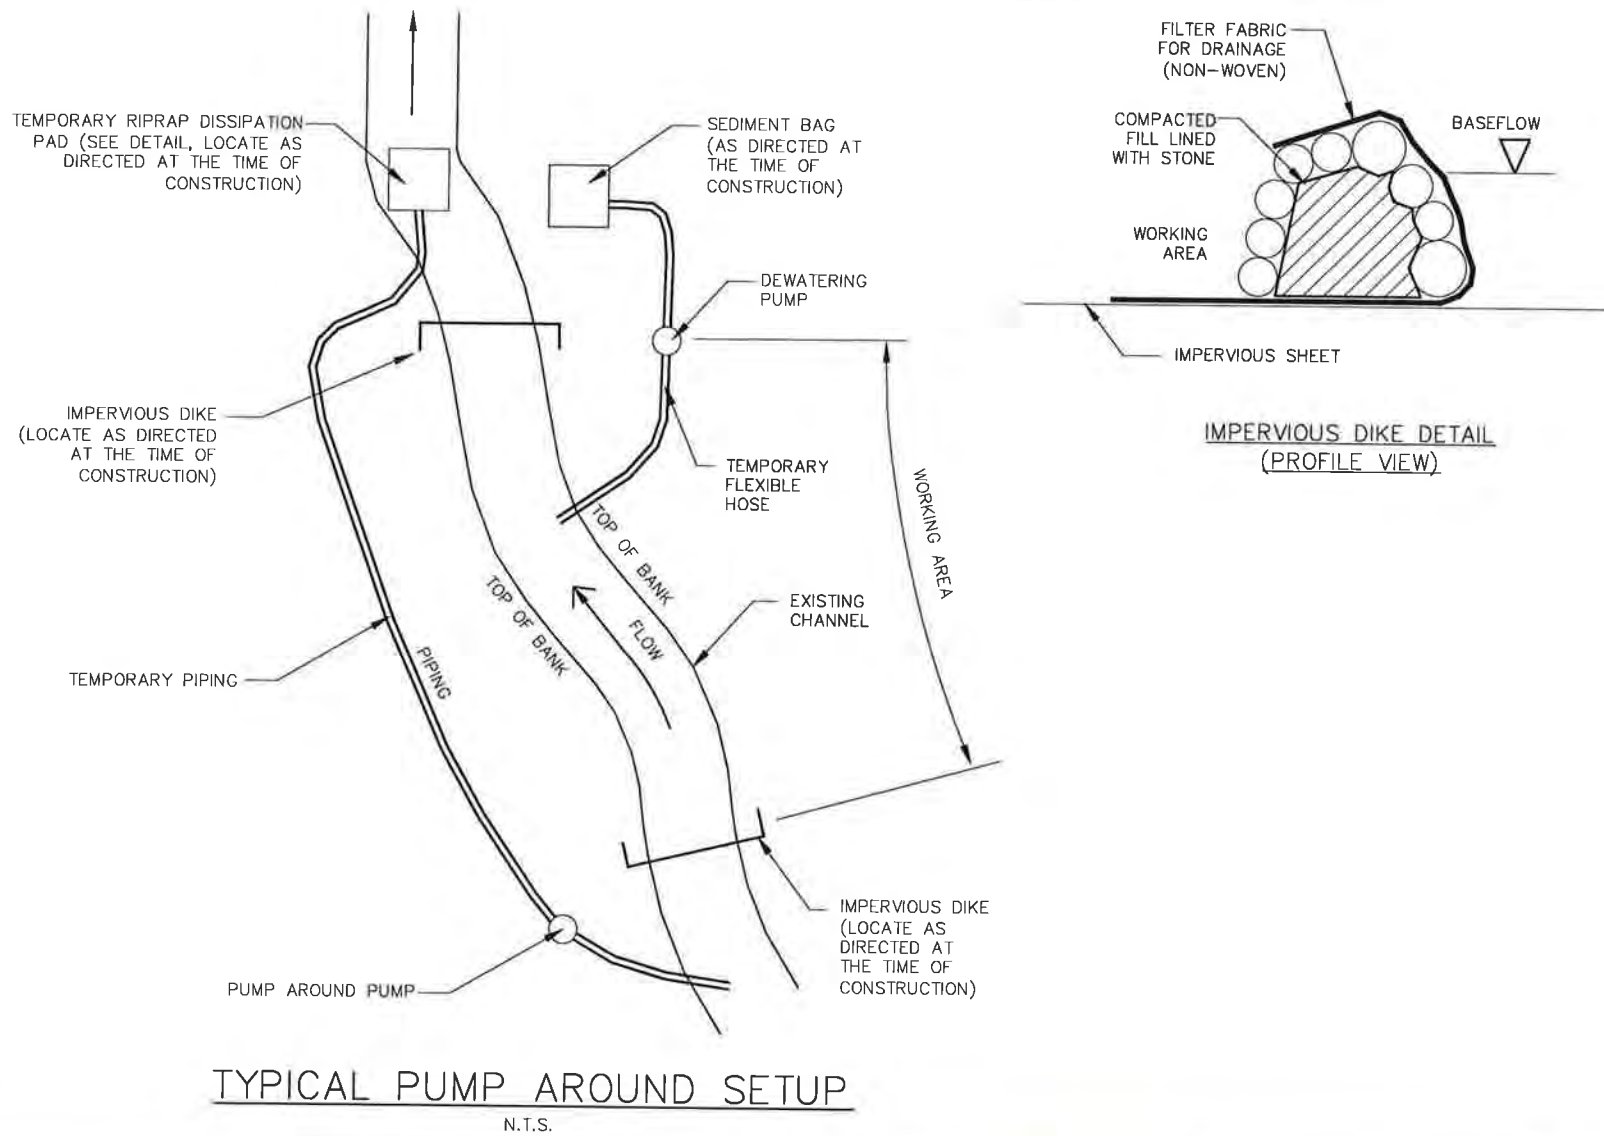 TEMPORARY RIPRAP DISSIPATION
PAD (SEE DETAIL, LOCATE AS
DIRECTED AT THE TIME OF
CONSTRUCTION)
SEDIMENT BAG
(AS DIRECTED AT
THE TIME OF
CONSTRUCTION)
DEWATERING
PUMP
IMPERVIOUS DIKE
(LOCATE AS DIRECTED
AT THE TIME OF
CONSTRUCTION)
TEMPORARY
FLEXIBLE
HOSE
WORKING AREA
TOP OF BANK
TOP OF BANK
FLOW
EXISTING
CHANNEL
TEMPORARY PIPING
PIPING
IMPERVIOUS DIKE
(LOCATE AS
DIRECTED AT
THE TIME OF
CONSTRUCTION)
PUMP AROUND PUMP
TYPICAL PUMP AROUND SETUP
N.T.S.
FILTER FABRIC
FOR DRAINAGE
(NON-WOVEN)
COMPACTED
FILL LINED
WITH STONE
BASEFLOW
WORKING
AREA
IMPERVIOUS SHEET
IMPERVIOUS DIKE DETAIL
(PROFILE VIEW)